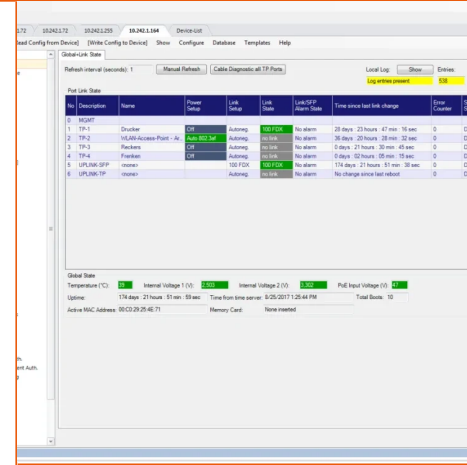 1.72 10.242.1.72 10.242.1.255 10.242.1.164 Device-List
ead Config from Device] [Write Config to Device] Show Configure Database Templates Help
Global+Link State
Refresh interval (seconds): 1 Manual Refresh Cable Diagnostic all TP Ports Local Log: Show Entries:
Log entries present 538
Port Link State
No Description Name Power Setup Link Setup Link State Link/SFP Alarm State Time since last link change Error Counter
0 MGMT
1 TP-1 Drucker Off Autoneg. 100 FDX No alarm 28 days : 23 hours : 47 min : 16 sec 0
2 TP-2 WLAN-Access-Point - Ar... Auto 802.3af Autoneg. no link No alarm 36 days : 20 hours : 28 min : 32 sec 0
3 TP-3 Reckers Off Autoneg. no link No alarm 0 days : 21 hours : 30 min : 45 sec 0
4 TP-4 Frenken Off Autoneg. no link No alarm 0 days : 02 hours : 05 min : 15 sec 0
5 UPLINK-SFP <none> 100 FDX 100 FDX No alarm 174 days : 21 hours : 51 min : 38 sec 0
6 UPLINK-TP <none> Autoneg. no link No alarm No change since last reboot 0
Global State
Temperature (°C): 39 Internal Voltage 1 (V): 2,503 Internal Voltage 2 (V): 3,302 PoE Input Voltage (V): 47
Uptime: 174 days : 21 hours : 51 min : 59 sec Time from time server: 8/25/2017 1:25:44 PM Total Boots: 10
Active MAC Address: 00:C0:29:25:4E:71 Memory Card: None inserted
th.
ent Auth.